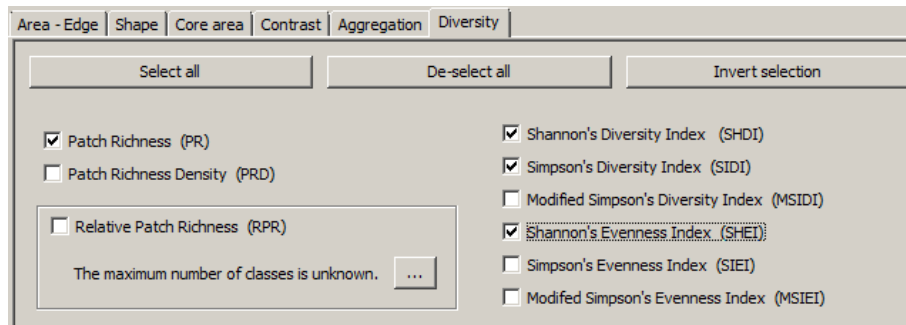 Area - Edge Shape Core area Contrast Aggregation Diversity
Select all De-select all Invert selection
Patch Richness (PR)
Patch Richness Density (PRD)
Relative Patch Richness (RPR)
The maximum number of classes is unknown. ...
Shannon's Diversity Index (SHDI)
Simpson's Diversity Index (SIDI)
Modified Simpson's Diversity Index (MSIDI)
Shannon's Evenness Index (SHEI)
Simpson's Evenness Index (SIEI)
Modifed Simpson's Evenness Index (MSIEI)